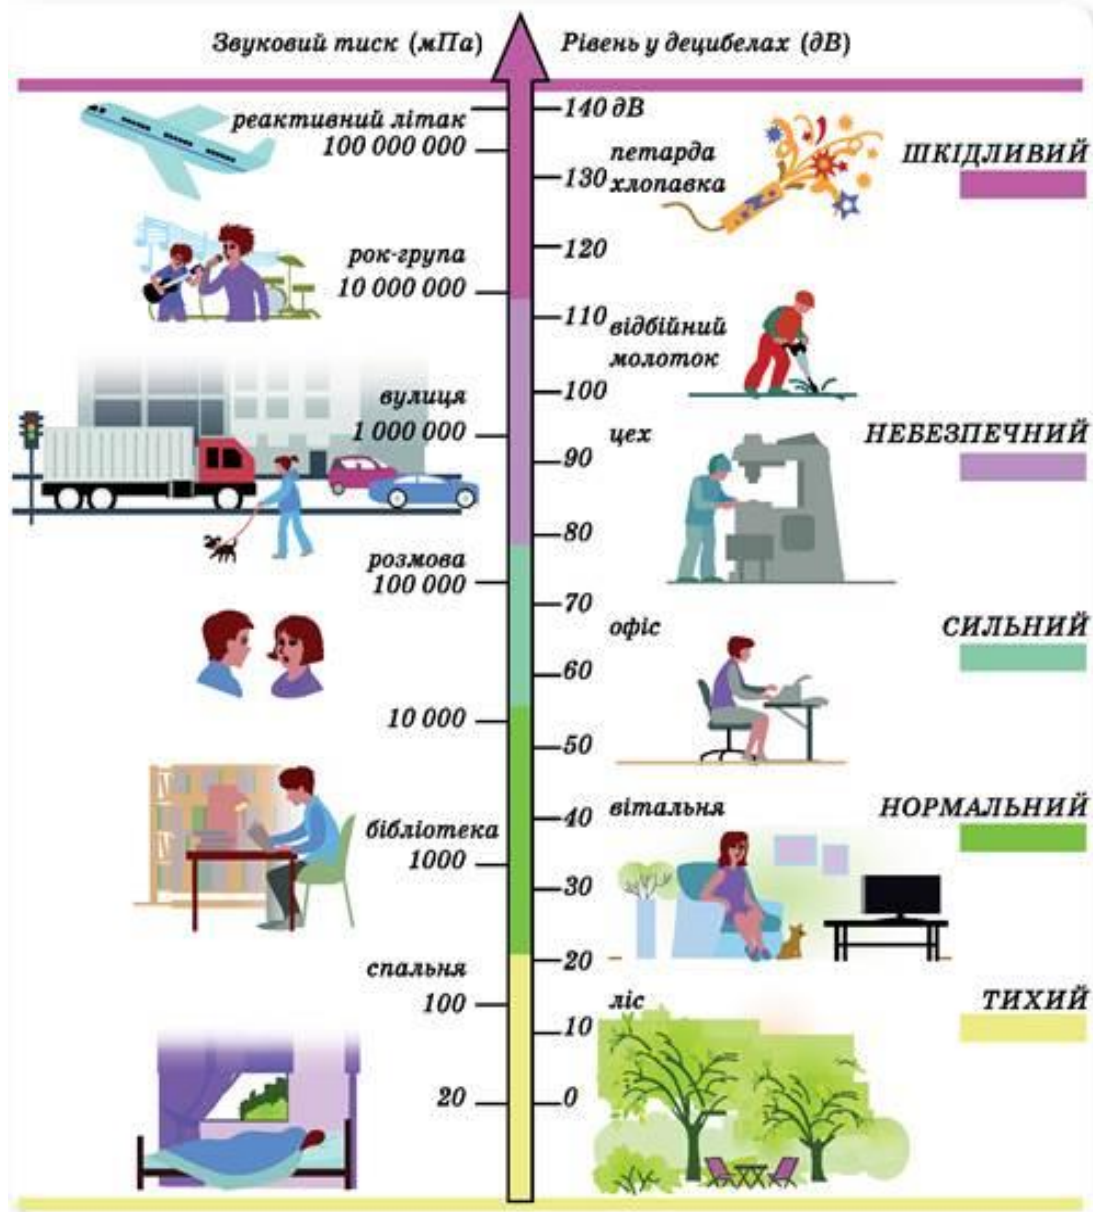 Звуковий тиск (мПа) Рівень у децибелах (дВ)
140 дВ
реактивний літак
100 000 000
петарда
хлопавка
ШКІДЛИВИЙ
130
120
рок-група
10 000 000
110
відбійний
молоток
100
вулиця
1 000 000
цех
НЕБЕЗПЕЧНИЙ
90
80
розмова
100 000
70
офіс
СИЛЬНИЙ
60
10 000
50
40
вітальня
НОРМАЛЬНИЙ
бібліотека
1000
30
20
спальня
100
ліс
ТИХИЙ
10
20
0